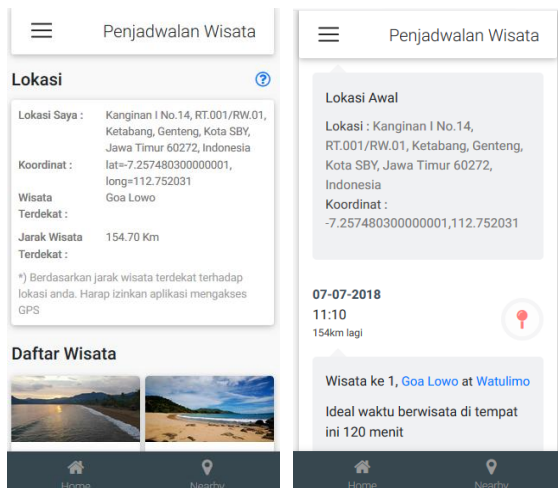 Penjadwalan Wisata
Lokasi
Lokasi Saya : Kanginan I No.14, RT.001/RW.01,
Ketabang, Genteng, Kota SBY,
Jawa Timur 60272, Indonesia
Koordinat : lat=-7.257480300000001,
long=112.752031
Wisata Goa Lowo
Terdekat :
Jarak Wisata 154.70 Km
Terdekat :
*) Berdasarkan jarak wisata terdekat terhadap
lokasi anda. Harap izinkan aplikasi mengakses
GPS
Daftar Wisata
Home Nearby
Penjadwalan Wisata
Lokasi Awal
Lokasi : Kanginan I No.14,
RT.001/RW.01, Ketabang, Genteng,
Kota SBY, Jawa Timur 60272,
Indonesia
Koordinat :
-7.257480300000001,112.752031
07-07-2018
11:10
154km lagi
Wisata ke 1, Goa Lowo at Watulimo
Ideal waktu berwisata di tempat
ini 120 menit
Home Nearby